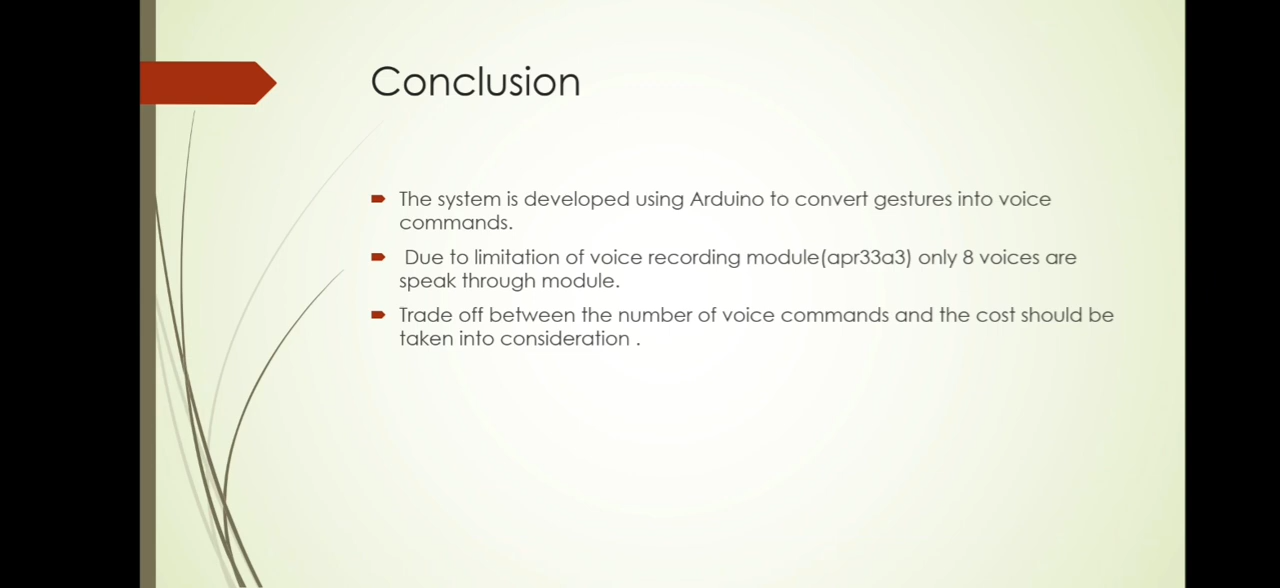 Conclusion
The system is developed using Arduino to convert gestures into voice
commands.
Due to limitation of voice recording module(apr33a3) only 8 voices are
speak through module.
Trade off between the number of voice commands and the cost should be
taken into consideration .